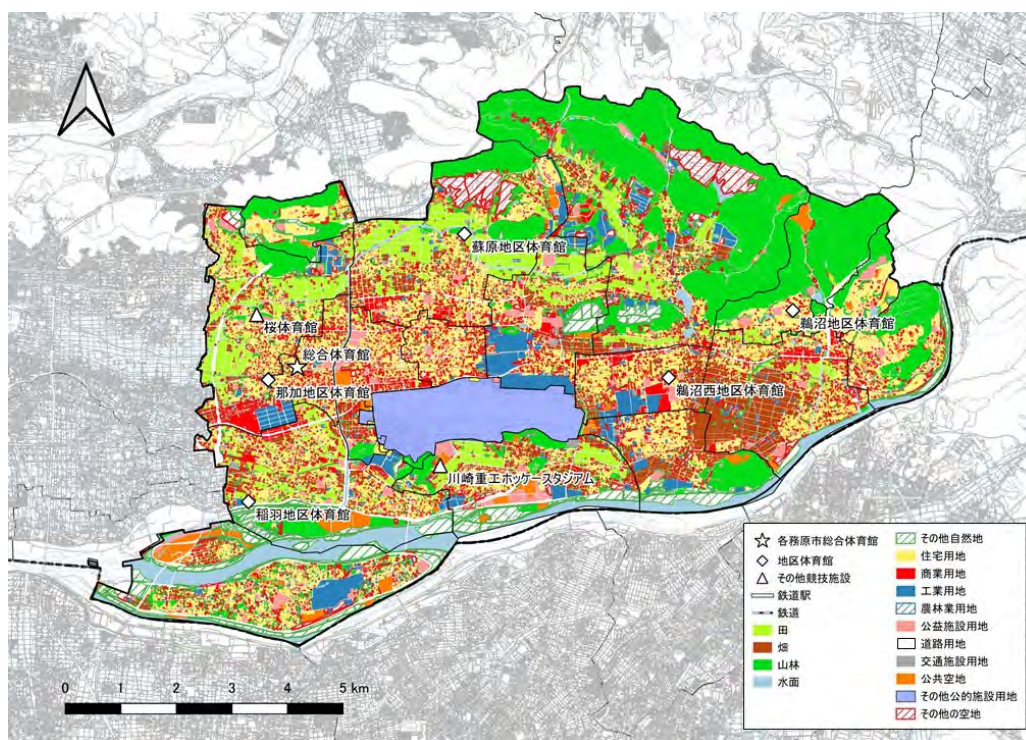 蘇原地区体育館
桜体育館
鵜沼地区体育館
総合体育館
那加地区体育館
鵜沼西地区体育館
川崎重工ホッケースタジアム
稲羽地区体育館
0 1 2 3 4 5 km
各務原市総合体育館
地区体育館
その他競技施設
鉄道駅
鉄道
田
畑
山林
水面
その他自然地
住宅用地
商業用地
工業用地
農林業用地
公益施設用地
道路用地
交通施設用地
公共空地
その他公的施設用地
その他の空地